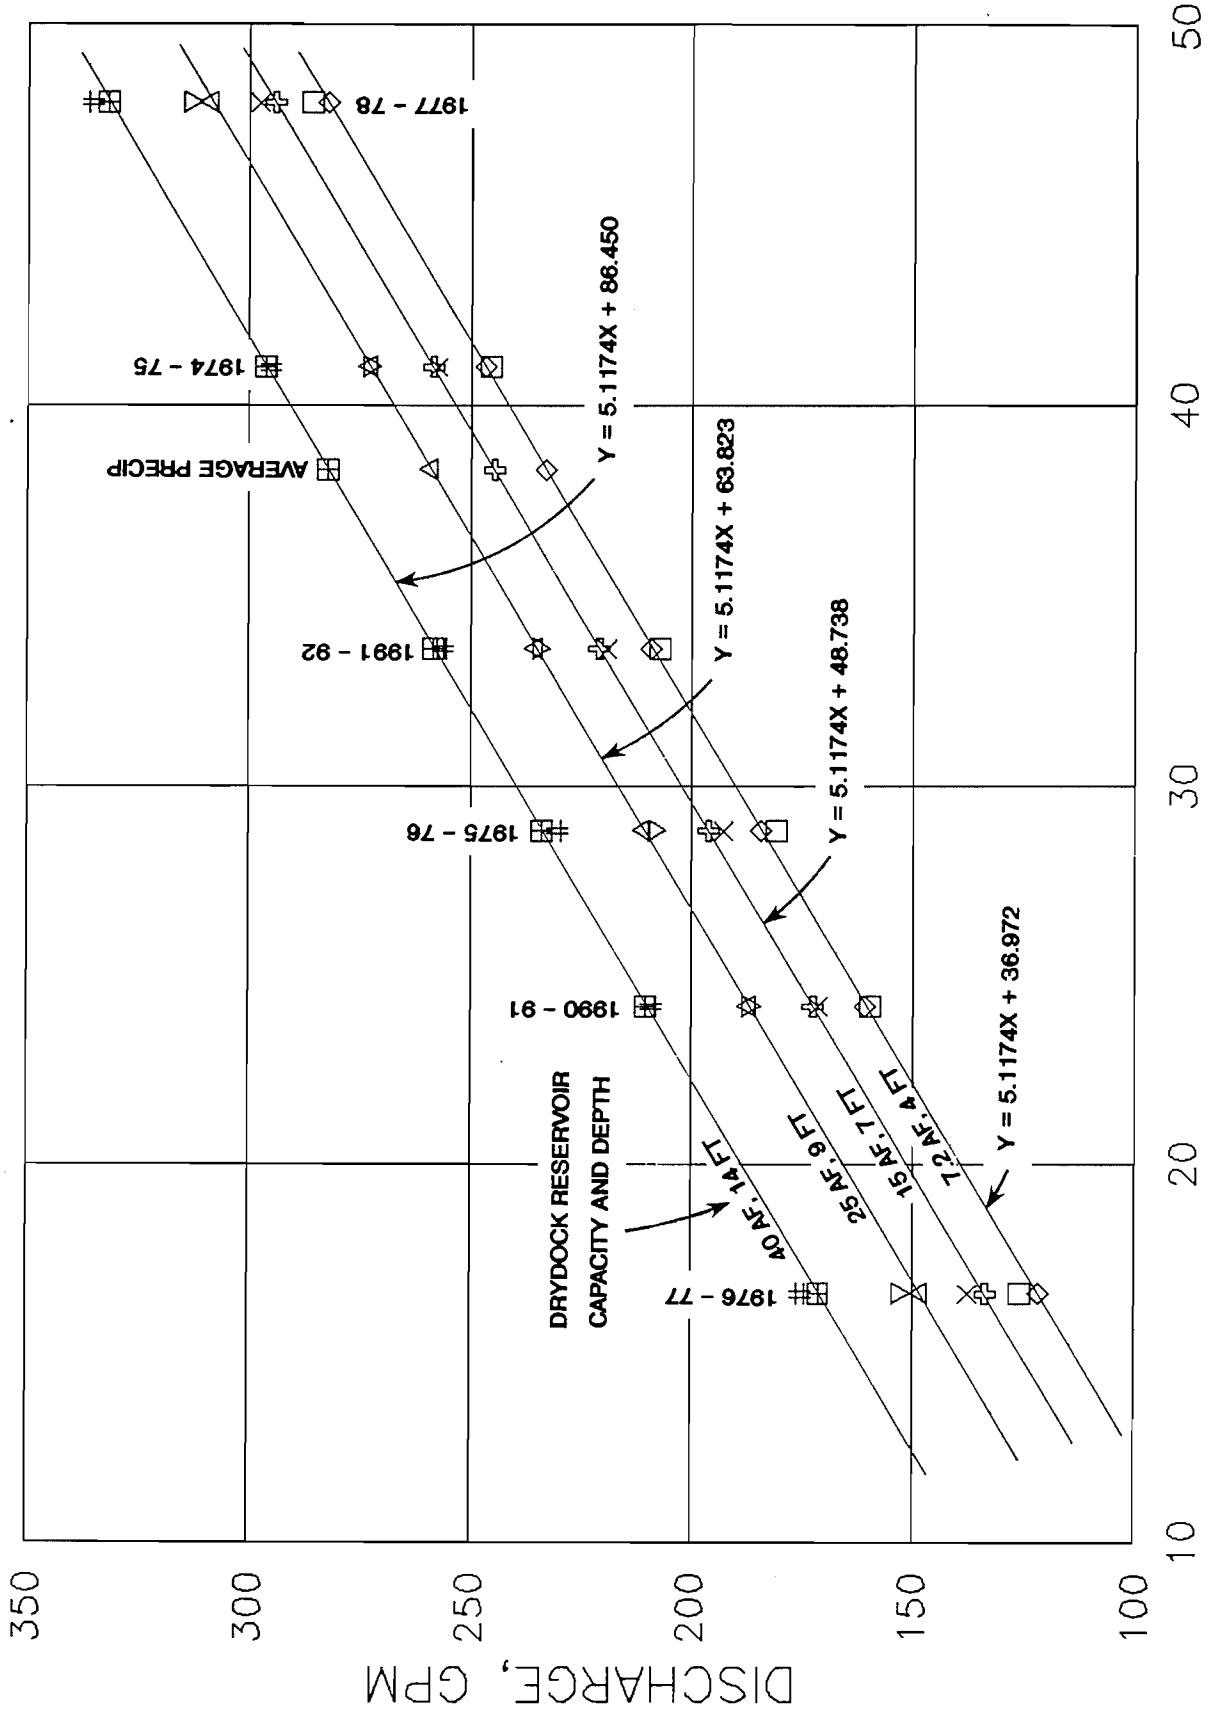 350
300
250
200
150
100
DISCHARGE, GPM
10
20
30
40
50
1976 - 77
1990 - 91
1975 - 76
1991 - 92
AVERAGE PRECIP
1974 - 75
1977 - 78
DRYDOCK RESERVOIR
CAPACITY AND DEPTH
40 AF, 14 FT
25 AF, 9 FT
15 AF, 7 FT
7.2 AF, 4 FT
Y = 5.1174X + 86.450
Y = 5.1174X + 63.823
Y = 5.1174X + 48.738
Y = 5.1174X + 36.972